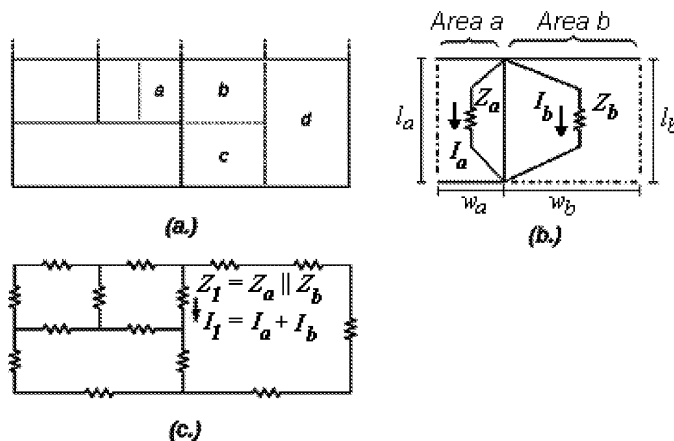 a
b
c
d
(a.)
Area a
Area b
l_a
Z_a
I_b
Z_b
l_b
I_a
w_a
w_b
(b.)
Z_1 = Z_a || Z_b
I_1 = I_a + I_b
(c.)